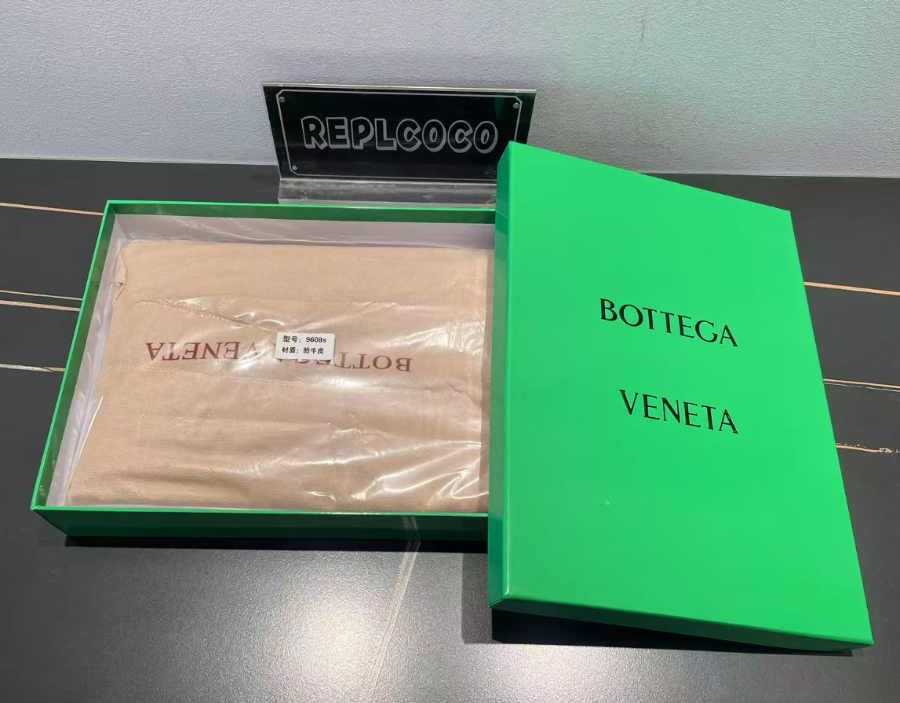 REPLCOCO
BOTTEGA
VENETA
BOTTEGA VENETA
型号：9608s
材质：胎牛皮